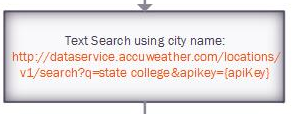 Text Search using city name:
http://dataservice.accuweather.com/locations/
v1/search?q=state college&apikey={apiKey}